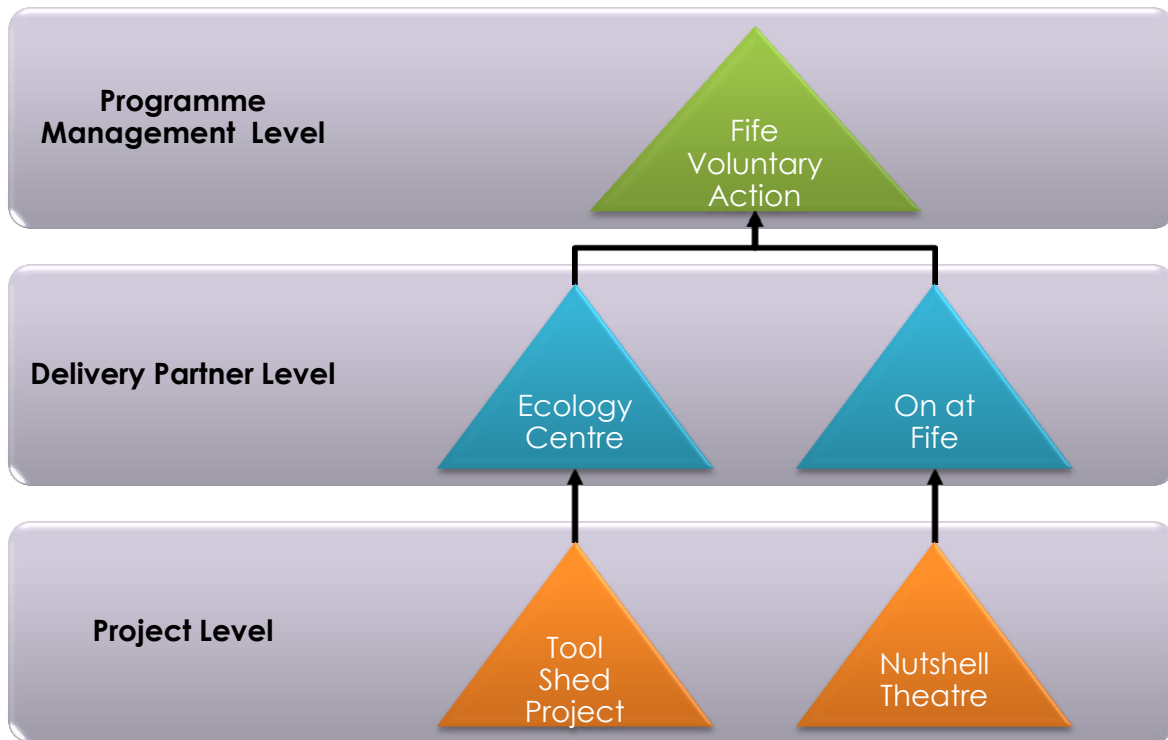 Programme
Management Level
Fife
Voluntary
Action
Delivery Partner Level
Ecology
Centre
On at
Fife
Project Level
Tool
Shed
Project
Nutshell
Theatre